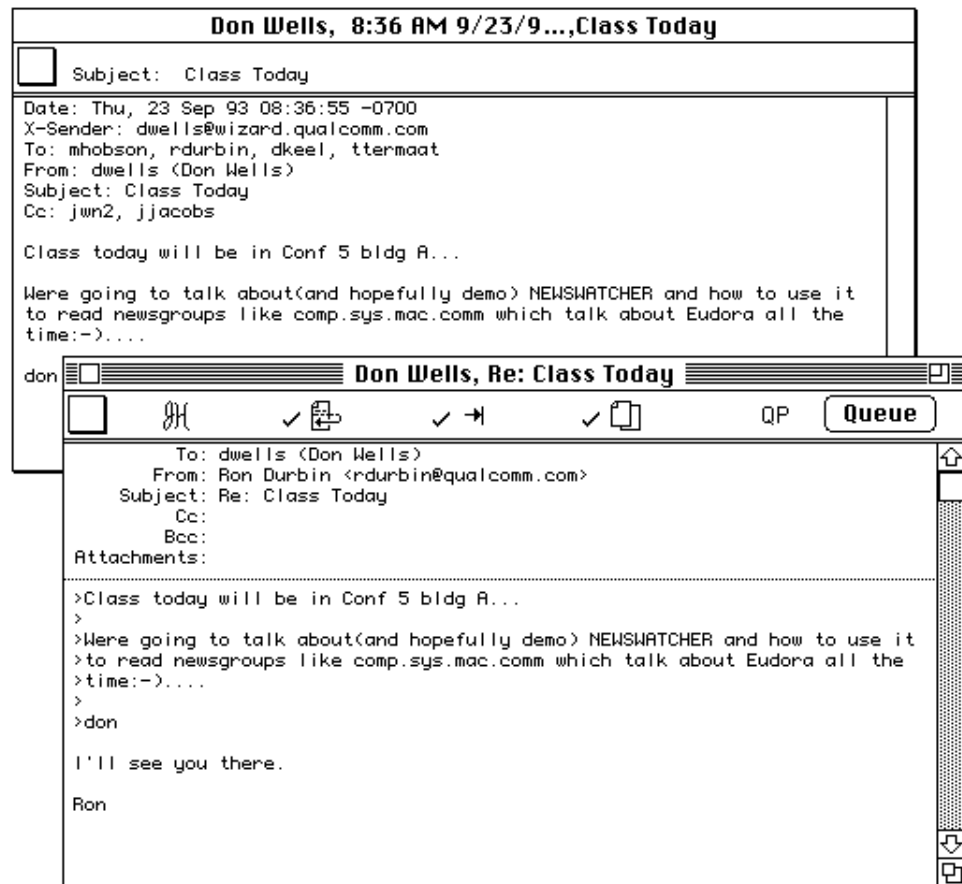 Don Wells,  8:36 AM 9/23/9...,Class Today
Subject:  Class Today
Date: Thu, 23 Sep 93 08:36:55 -0700
X-Sender: dwells@wizard.qualcomm.com
To: mhobson, rdurbin, dkeel, ttermaat
From: dwells (Don Wells)
Subject: Class Today
Cc: jwn2, jjacobs
Class today will be in Conf 5 bldg A...
Were going to talk about(and hopefully demo) NEWSWATCHER and how to use it
to read newsgroups like comp.sys.mac.comm which talk about Eudora all the
time:-)....
don
Don Wells, Re: Class Today
JH QP Queue
To: dwells (Don Wells)
From: Ron Durbin <rdurbin@qualcomm.com>
Subject: Re: Class Today
Cc:
Bcc:
Attachments:
>Class today will be in Conf 5 bldg A...
>
>Were going to talk about(and hopefully demo) NEWSWATCHER and how to use it
>to read newsgroups like comp.sys.mac.comm which talk about Eudora all the
>time:-)....
>
>don
I'll see you there.
Ron